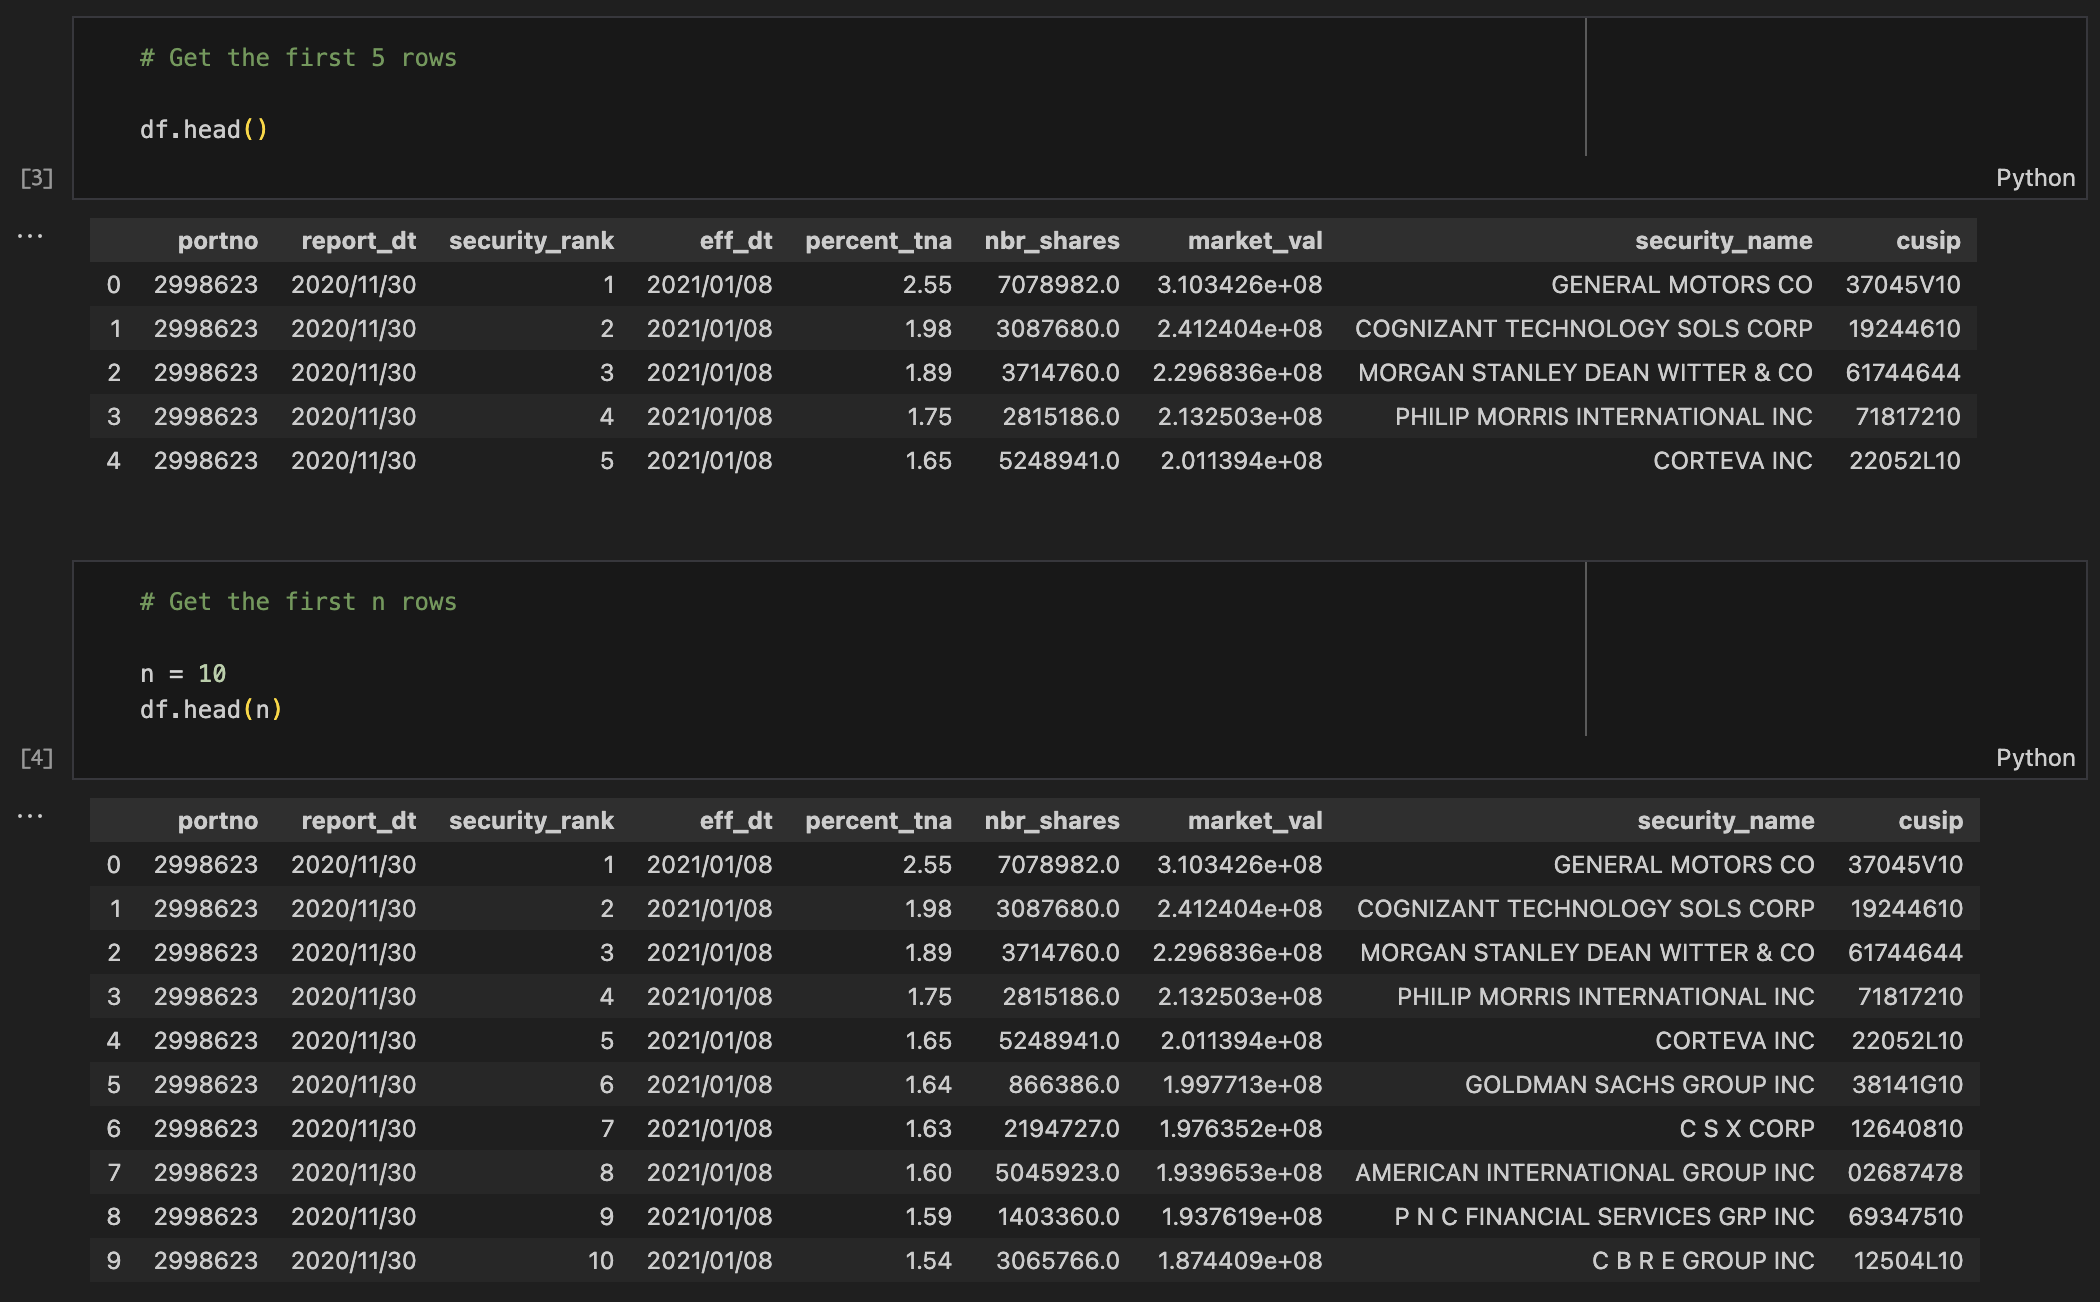 # Get the first 5 rows
df.head()
[3]
Python
...
portno report_dt security_rank eff_dt percent_tna nbr_shares market_val security_name cusip
0 2998623 2020/11/30 1 2021/01/08 2.55 7078982.0 3.103426e+08 GENERAL MOTORS CO 37045V10
1 2998623 2020/11/30 2 2021/01/08 1.98 3087680.0 2.412404e+08 COGNIZANT TECHNOLOGY SOLS CORP 19244610
2 2998623 2020/11/30 3 2021/01/08 1.89 3714760.0 2.296836e+08 MORGAN STANLEY DEAN WITTER & CO 61744644
3 2998623 2020/11/30 4 2021/01/08 1.75 2815186.0 2.132503e+08 PHILIP MORRIS INTERNATIONAL INC 71817210
4 2998623 2020/11/30 5 2021/01/08 1.65 5248941.0 2.011394e+08 CORTEVA INC 22052L10
# Get the first n rows
n = 10
df.head(n)
[4]
Python
...
portno report_dt security_rank eff_dt percent_tna nbr_shares market_val security_name cusip
0 2998623 2020/11/30 1 2021/01/08 2.55 7078982.0 3.103426e+08 GENERAL MOTORS CO 37045V10
1 2998623 2020/11/30 2 2021/01/08 1.98 3087680.0 2.412404e+08 COGNIZANT TECHNOLOGY SOLS CORP 19244610
2 2998623 2020/11/30 3 2021/01/08 1.89 3714760.0 2.296836e+08 MORGAN STANLEY DEAN WITTER & CO 61744644
3 2998623 2020/11/30 4 2021/01/08 1.75 2815186.0 2.132503e+08 PHILIP MORRIS INTERNATIONAL INC 71817210
4 2998623 2020/11/30 5 2021/01/08 1.65 5248941.0 2.011394e+08 CORTEVA INC 22052L10
5 2998623 2020/11/30 6 2021/01/08 1.64 866386.0 1.997713e+08 GOLDMAN SACHS GROUP INC 38141G10
6 2998623 2020/11/30 7 2021/01/08 1.63 2194727.0 1.976352e+08 C S X CORP 12640810
7 2998623 2020/11/30 8 2021/01/08 1.60 5045923.0 1.939653e+08 AMERICAN INTERNATIONAL GROUP INC 02687478
8 2998623 2020/11/30 9 2021/01/08 1.59 1403360.0 1.937619e+08 P N C FINANCIAL SERVICES GRP INC 69347510
9 2998623 2020/11/30 10 2021/01/08 1.54 3065766.0 1.874409e+08 C B R E GROUP INC 12504L10